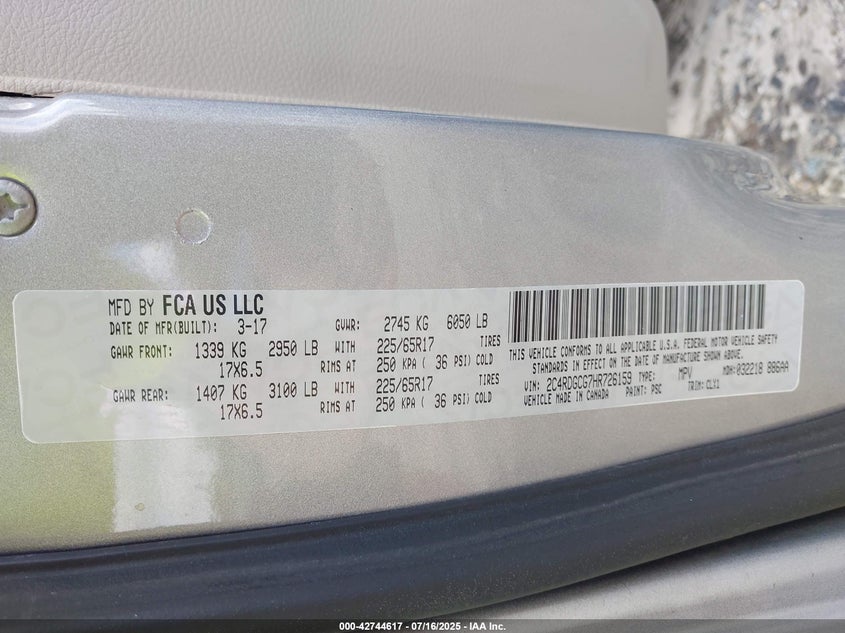 MFD BY FCA US LLC
DATE OF MFR(BUILT): 3-17 GVWR: 2745 KG 6050 LB
GAWR FRONT: 1339 KG 2950 LB WITH 225/65R17 TIRES
17X6.5 RIMS AT 250 KPA ( 36 PSI) COLD
GAWR REAR: 1407 KG 3100 LB WITH 225/65R17 TIRES
17X6.5 RIMS AT 250 KPA ( 36 PSI) COLD
THIS VEHICLE CONFORMS TO ALL APPLICABLE U.S.A. FEDERAL MOTOR VEHICLE SAFETY
STANDARDS IN EFFECT ON THE DATE OF MANUFACTURE SHOWN ABOVE.
VIN: 2C4RDGCG7HR726159 TYPE: MPV MDH: 032218 886AA
VEHICLE MADE IN CANADA PAINT: PSC TRIM: CLX1
000-42744617 - 07/16/2025 - IAA Inc.